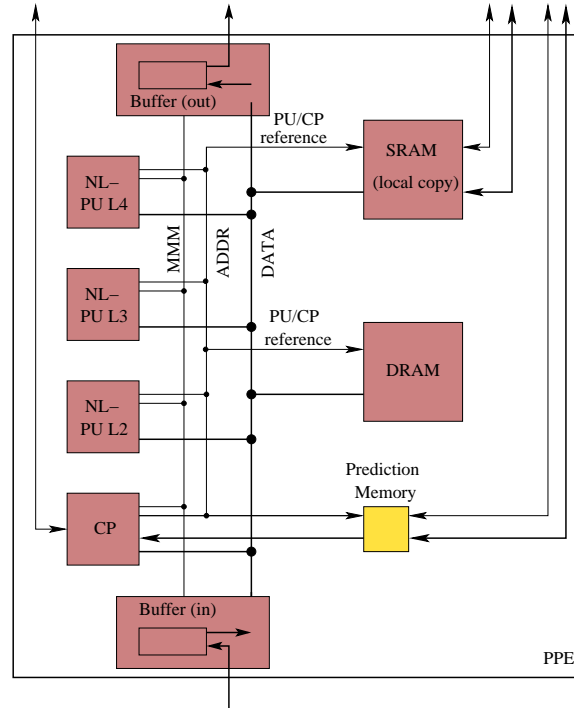 Buffer (out)
PU/CP
reference
SRAM
(local copy)
NL–
PU L4
MMM
ADDR
DATA
NL–
PU L3
PU/CP
reference
DRAM
NL–
PU L2
Prediction
Memory
CP
Buffer (in)
PPE